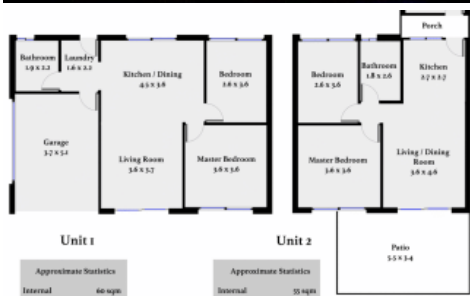 Porch
Bathroom
1.9 x 2.2
Laundry
1.6 x 2.2
Kitchen / Dining
4.5 x 3.6
Bedroom
2.6 x 3.6
Bedroom
2.6 x 3.6
Bathroom
1.8 x 2.6
Kitchen
2.7 x 2.7
Garage
3.7 x 5.1
Living Room
3.6 x 3.7
Master Bedroom
3.6 x 3.6
Master Bedroom
3.6 x 3.6
Living / Dining
Room
3.6 x 4.6
Unit 1
Unit 2
Patio
5.5 x 3.4
Approximate Statistics
Internal 60 sqm
Approximate Statistics
Internal 55 sqm